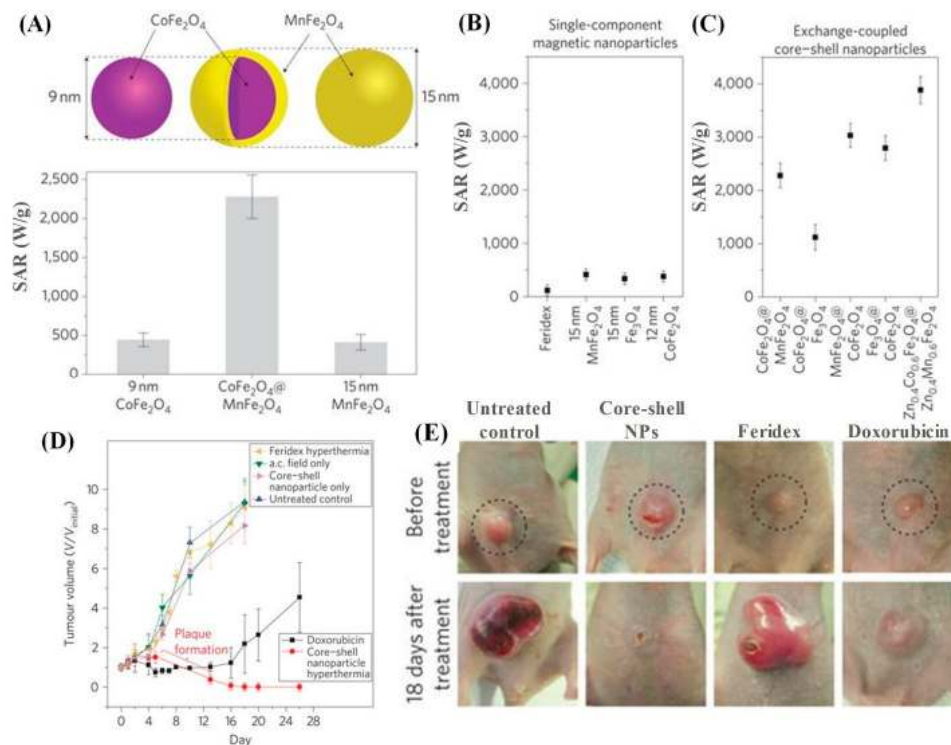 (A)
CoFe2O4
MnFe2O4
9 nm
15 nm
SAR (W/g)
2,500
2,000
1,500
1,000
500
0
9 nm
CoFe2O4
CoFe2O4@
MnFe2O4
15 nm
MnFe2O4
(B)
Single-component
magnetic nanoparticles
SAR (W/g)
4,000
3,000
2,000
1,000
0
Feridex
15 nm
MnFe2O4
15 nm
Fe3O4
12 nm
CoFe2O4
(C)
Exchange-coupled
core–shell nanoparticles
SAR (W/g)
4,000
3,000
2,000
1,000
0
CoFe2O4@
MnFe2O4
CoFe2O4@
Fe3O4
MnFe2O4@
CoFe2O4
Fe3O4@
CoFe2O4
Zn0.4Co0.6Fe2O4@
Zn0.4Mn0.6Fe2O4
(D)
Tumour volume (V/Vinitial)
10
8
6
4
2
0
Feridex hyperthermia
a.c. field only
Core-shell
nanoparticle only
Untreated control
Plaque
formation
Doxorubicin
Core-shell
nanoparticle
hyperthermia
0 4 8 12 16 20 24 28
Day
(E)
Untreated
control
Core-shell
NPs
Feridex
Doxorubicin
Before
treatment
18 days after
treatment